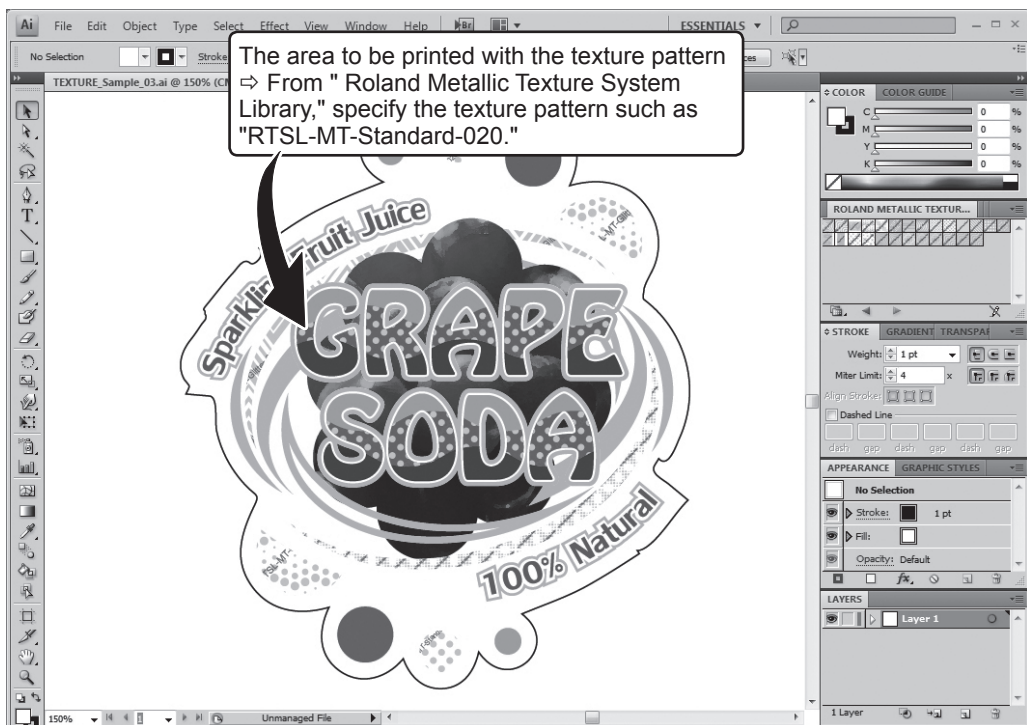 Ai File Edit Object Type Select Effect View Window Help Br ESSENTIALS
No Selection Stroke
TEXTURE_Sample_03.ai @ 150% (CM
The area to be printed with the texture pattern
⇨ From " Roland Metallic Texture System
Library," specify the texture pattern such as
"RTSL-MT-Standard-020."
COLOR COLOR GUIDE
C 0 %
M 0 %
Y 0 %
K 0 %
ROLAND METALLIC TEXTUR...
STROKE GRADIENT TRANSPAI
Weight: 1 pt
Miter Limit: 4 x
Align Stroke:
Dashed Line
dash gap dash gap dash gap
APPEARANCE GRAPHIC STYLES
No Selection
Stroke: 1 pt
Fill:
Opacity: Default
fx
LAYERS
Layer 1
1 Layer
Fruit Juice
GRAPE
SODA
100% Natural
150% 1 Unmanaged File